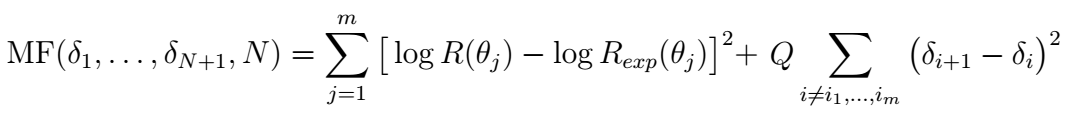 MF(δ₁, . . . , δ_{N+1}, N) = \sum_{j=1}^{m} [ log R(θ_j) − log R_{exp}(θ_j) ]² + Q \sum_{i≠i_1,...,i_m} (δ_{i+1} − δ_i)²